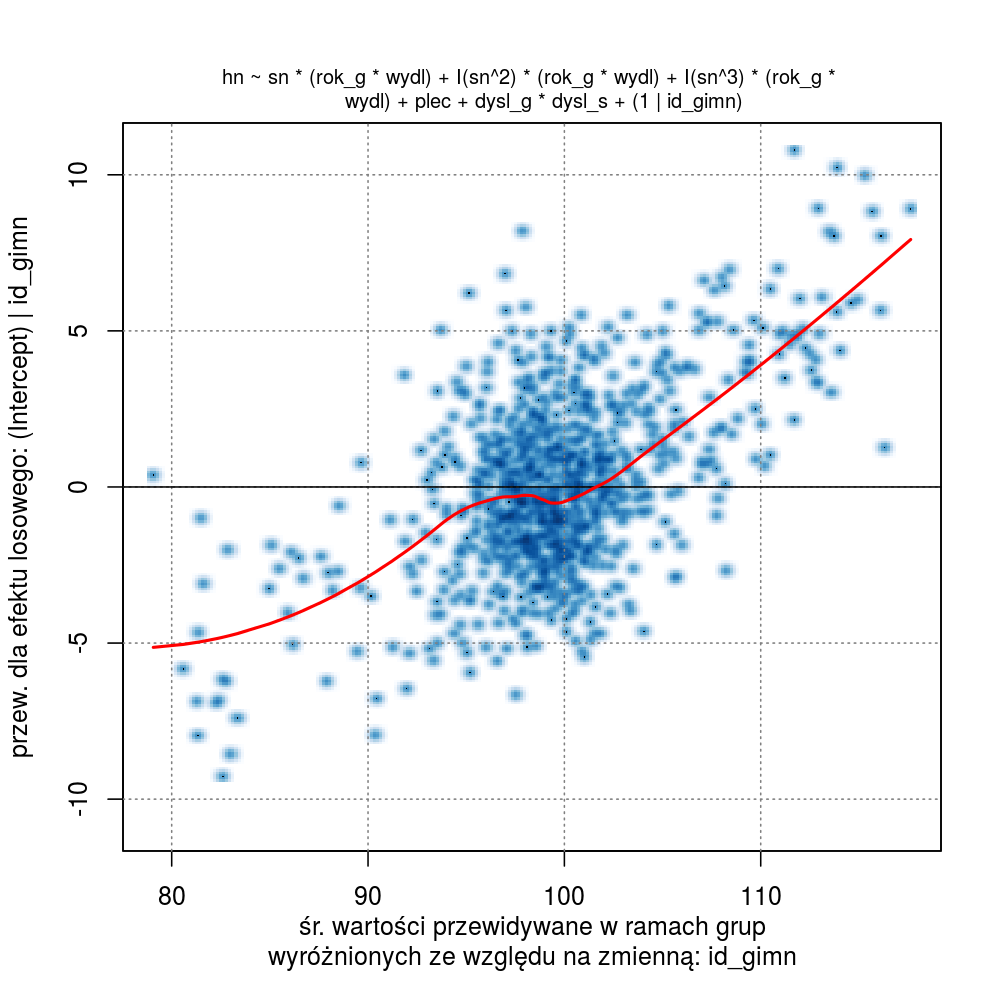 hn ~ sn * (rok_g * wydl) + I(sn^2) * (rok_g * wydl) + I(sn^3) * (rok_g *
wydl) + plec + dysl_g * dysl_s + (1 | id_gimn)
przew. dla efektu losowego: (Intercept) | id_gimn
10
5
0
-5
-10
80 90 100 110
śr. wartości przewidywane w ramach grup
wyróżnionych ze względu na zmienną: id_gimn